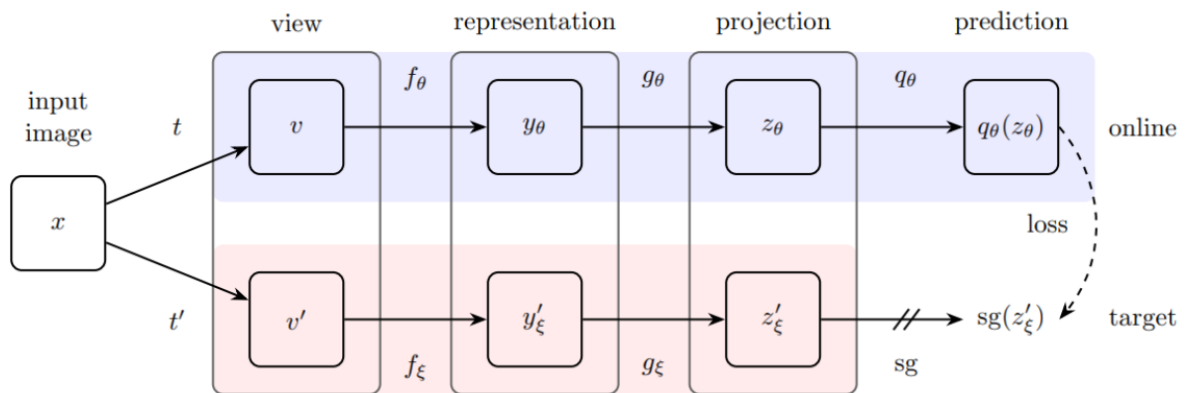 view representation projection prediction
input
image
t
f_θ g_θ q_θ
v y_θ z_θ q_θ(z_θ) online
x
loss
t′ v′ y′_ξ z′_ξ sg(z′_ξ) target
f_ξ g_ξ sg